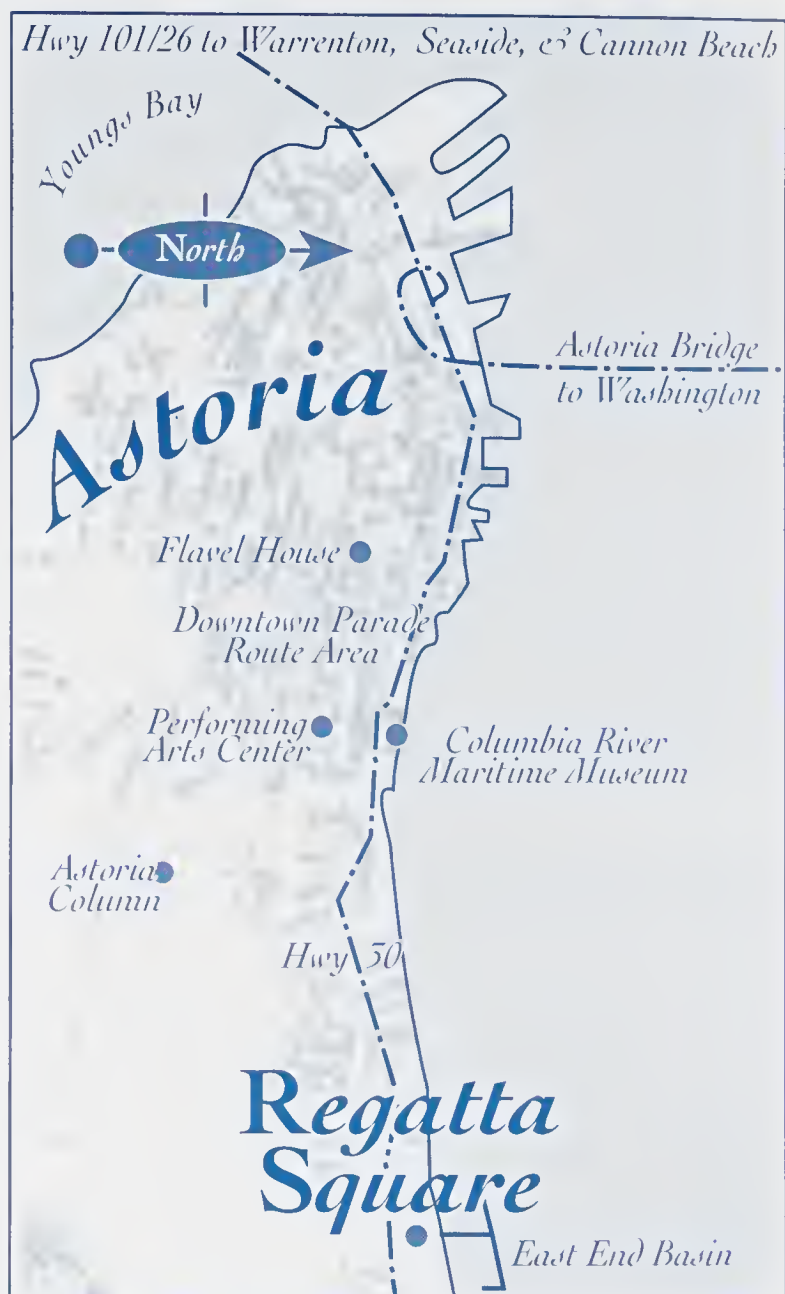 Hwy 101/26 to Warrenton, Seaside, & Cannon Beach
Youngs Bay
North
Astoria Bridge
to Washington
Astoria
Flavel House
Downtown Parade
Route Area
Performing
Arts Center
Columbia River
Maritime Museum
Astoria
Column
Hwy 30
Regatta
Square
East End Basin